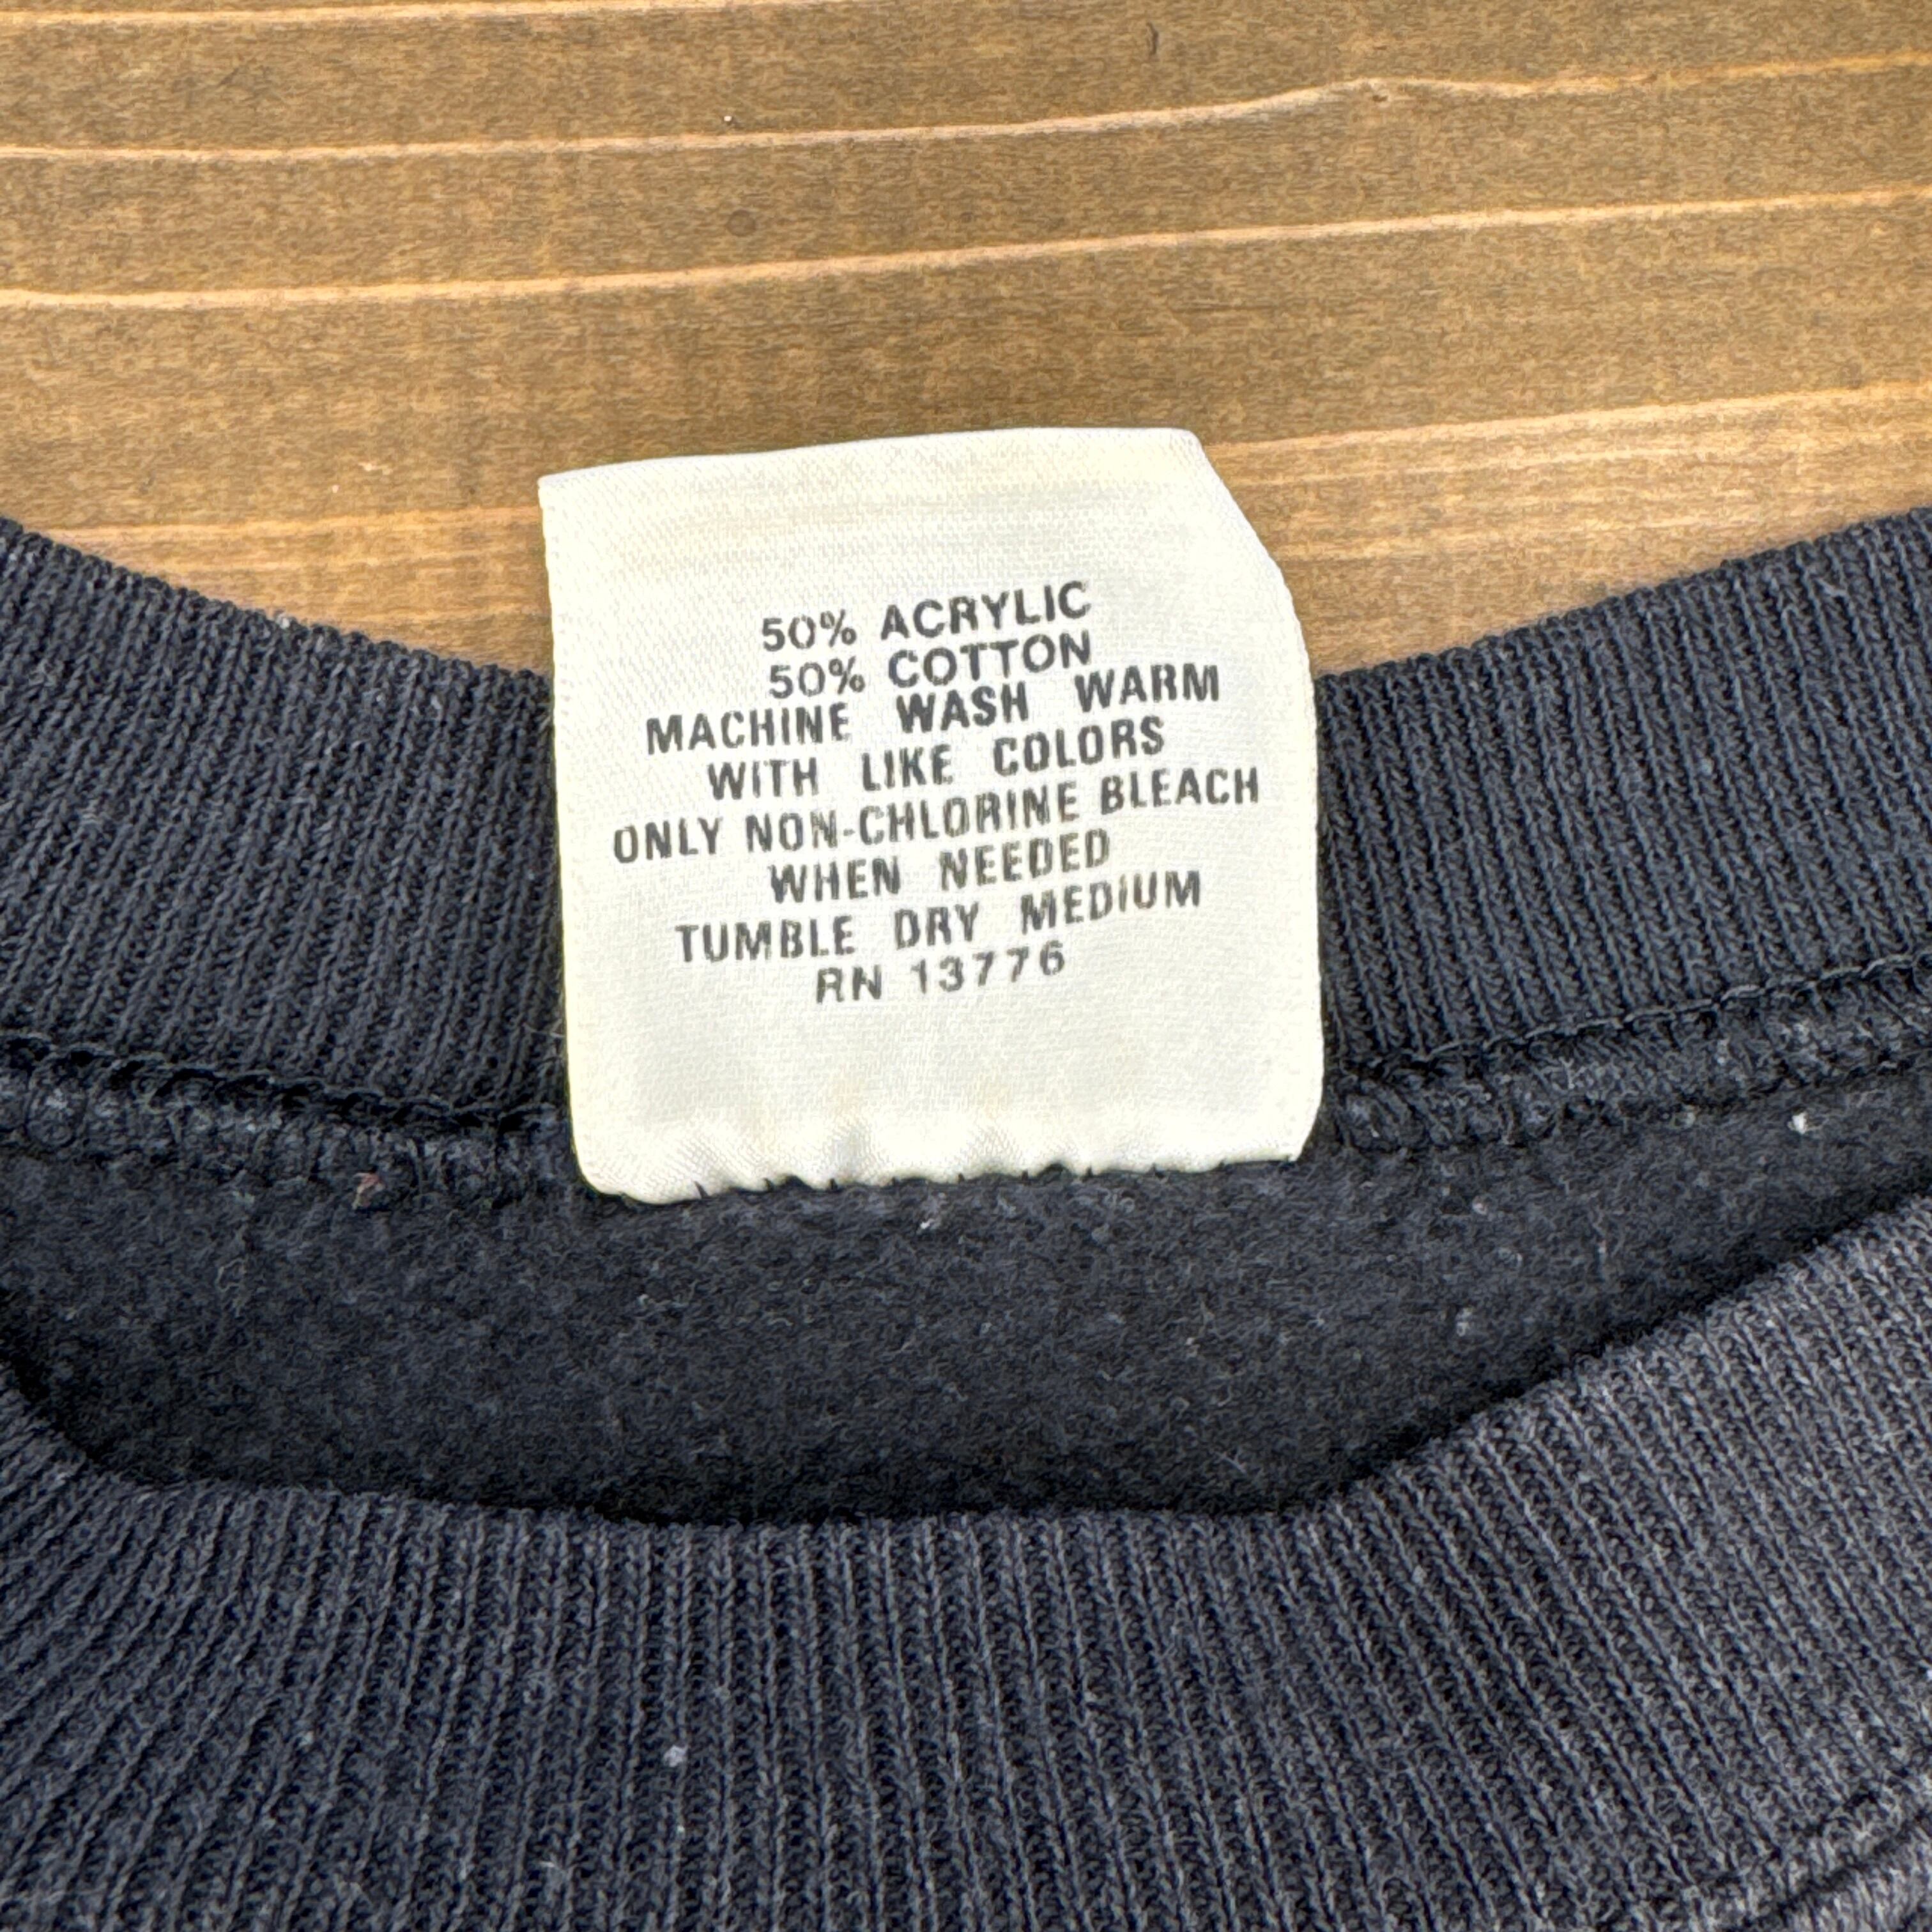 50% ACRYLIC
50% COTTON
MACHINE WASH WARM
WITH LIKE COLORS
ONLY NON-CHLORINE BLEACH
WHEN NEEDED
TUMBLE DRY MEDIUM
RN 13776